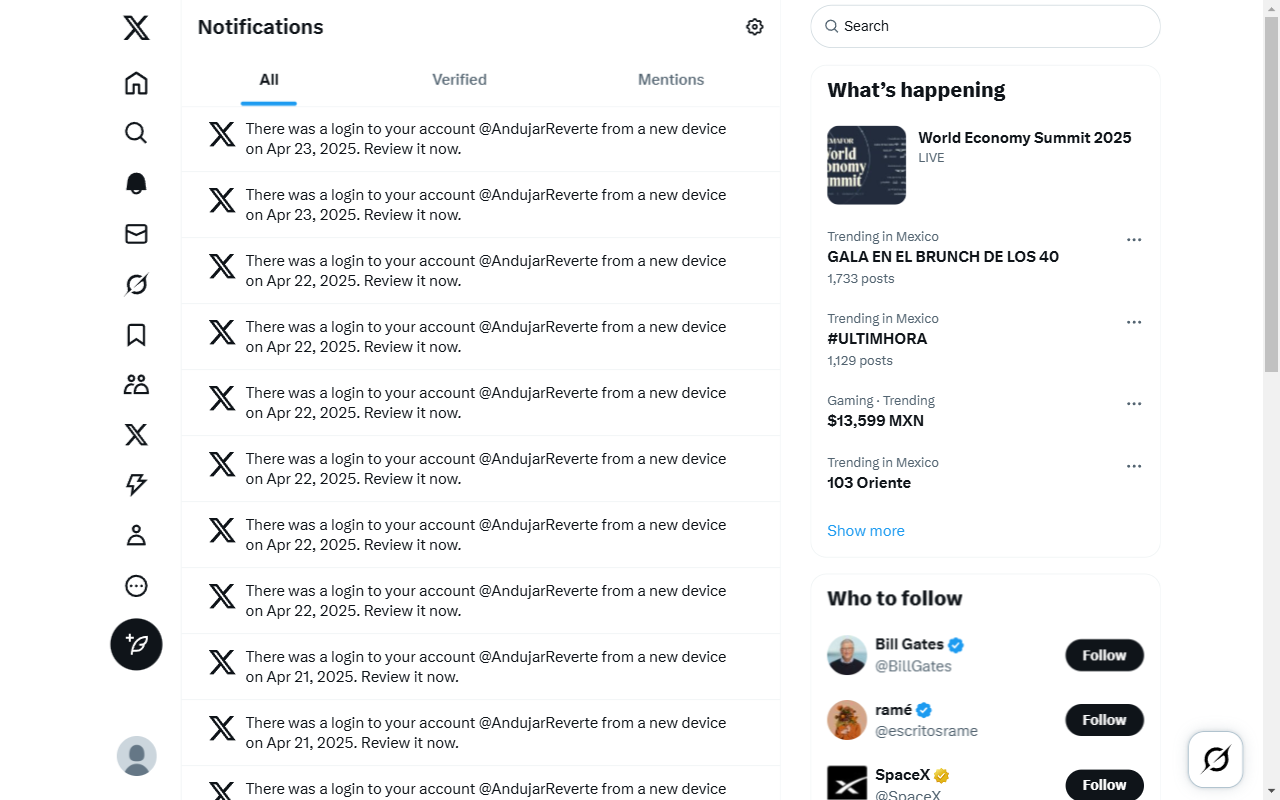 Notifications
All
Verified
Mentions
There was a login to your account @AndujarReverte from a new device
on Apr 23, 2025. Review it now.
There was a login to your account @AndujarReverte from a new device
on Apr 23, 2025. Review it now.
There was a login to your account @AndujarReverte from a new device
on Apr 22, 2025. Review it now.
There was a login to your account @AndujarReverte from a new device
on Apr 22, 2025. Review it now.
There was a login to your account @AndujarReverte from a new device
on Apr 22, 2025. Review it now.
There was a login to your account @AndujarReverte from a new device
on Apr 22, 2025. Review it now.
There was a login to your account @AndujarReverte from a new device
on Apr 22, 2025. Review it now.
There was a login to your account @AndujarReverte from a new device
on Apr 22, 2025. Review it now.
There was a login to your account @AndujarReverte from a new device
on Apr 21, 2025. Review it now.
There was a login to your account @AndujarReverte from a new device
on Apr 21, 2025. Review it now.
There was a login to your account @AndujarReverte from a new device
Search
What's happening
World Economy Summit 2025
LIVE
Trending in Mexico
GALA EN EL BRUNCH DE LOS 40
1,733 posts
Trending in Mexico
#ULTIMHORA
1,129 posts
Gaming · Trending
$13,599 MXN
Trending in Mexico
103 Oriente
Show more
Who to follow
Bill Gates
@BillGates
Follow
ramé
@escritosrame
Follow
SpaceX
@SpaceX
Follow